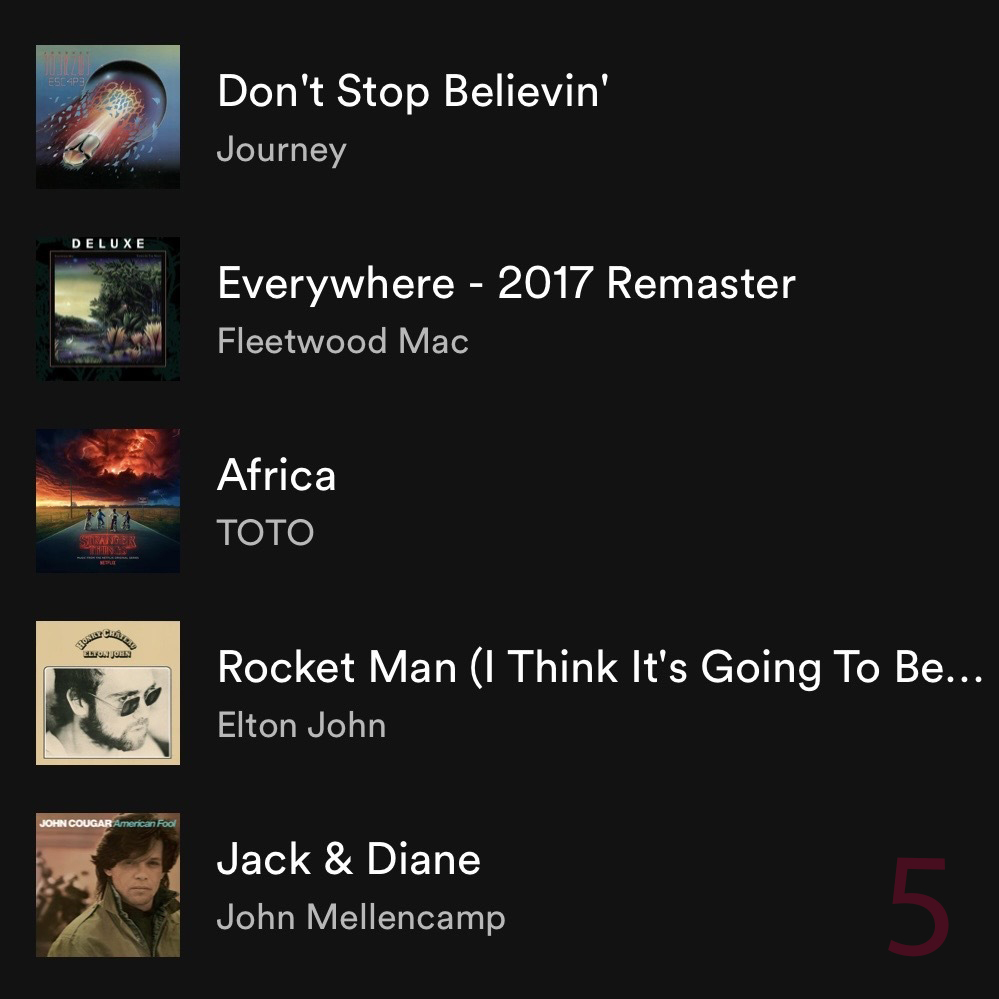 JOURNEY
ESCAPE
Don't Stop Believin'
Journey
DELUXE
Everywhere - 2017 Remaster
Fleetwood Mac
STRANGER
THINGS
NETFLIX
Africa
TOTO
HONKY CHÂTEAU
ELTON JOHN
Rocket Man (I Think It's Going To Be...
Elton John
JOHN COUGAR American Fool
Jack & Diane
John Mellencamp
5